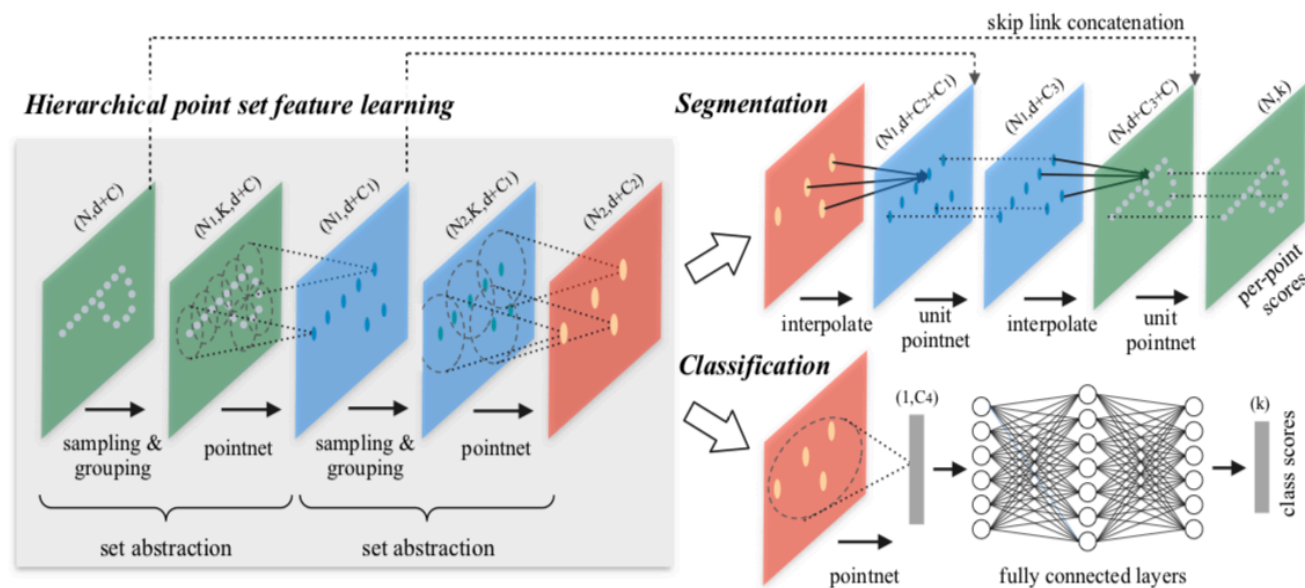 skip link concatenation
Hierarchical point set feature learning
(N,d+C)
(N1,K,d+C)
(N1,d+C1)
(N2,K,d+C1)
(N2,d+C2)
sampling &
grouping
pointnet
sampling &
grouping
pointnet
set abstraction
set abstraction
Segmentation
(N1,d+C2+C1)
(N1,d+C3)
(N,d+C3+C)
(N,k)
interpolate
unit
pointnet
interpolate
unit
pointnet
per-point
scores
Classification
(1,C4)
(k)
class scores
pointnet
fully connected layers